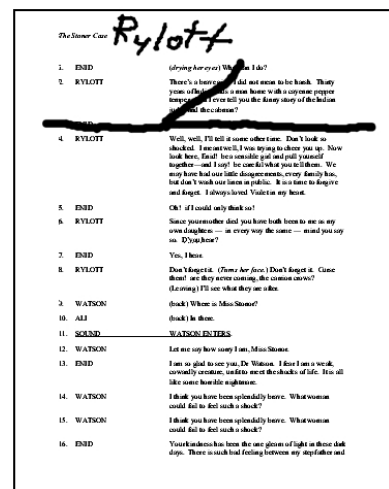 The Stoner Case
Rylott
1. ENID (drying her eyes) I do?
2. RYLOTT There's a brave I did not mean to be harsh. Thirty
years of a man home with a cayenne pepper
I ever tell you the funny story of the Indian
and the cabman?
4. RYLOTT Well, well, I'll tell it some other time. Don't look so
shocked. I meant well, I was trying to cheer you up. Now
look here, Enid! be a sensible girl and pull yourself
together—and I say! be careful what you tell them. We
may have had our little disagreements, every family has,
but don't wash our linen in public. It is a time to forgive
and forget. I always loved Violet in my heart.
5. ENID Oh! if I could only think so!
6. RYLOTT Since your mother died you have both been to me as my
own daughters — in every way the same — mind you say
so. D'you hear?
7. ENID Yes, I hear.
8. RYLOTT Don't forget it. (Turns her face.) Don't forget it. Curse
them! are they never coming, the carrion crows?
(Leaving) I'll see what they are after.
9. WATSON (back) Where is Miss Stonor?
10. ALI (back) In there.
11. SOUND WATSON ENTERS.
12. WATSON Let me say how sorry I am, Miss Stonor.
13. ENID I am so glad to see you, Dr Watson. I fear I am a weak,
cowardly creature, unfit to meet the shocks of life. It is all
like some horrible nightmare.
14. WATSON I think you have been splendidly brave. What woman
could fail to feel such a shock?
15. WATSON I think you have been splendidly brave. What woman
could fail to feel such a shock?
16. ENID Your kindness has been the one gleam of light in these dark
days. There is such bad feeling between my stepfather and